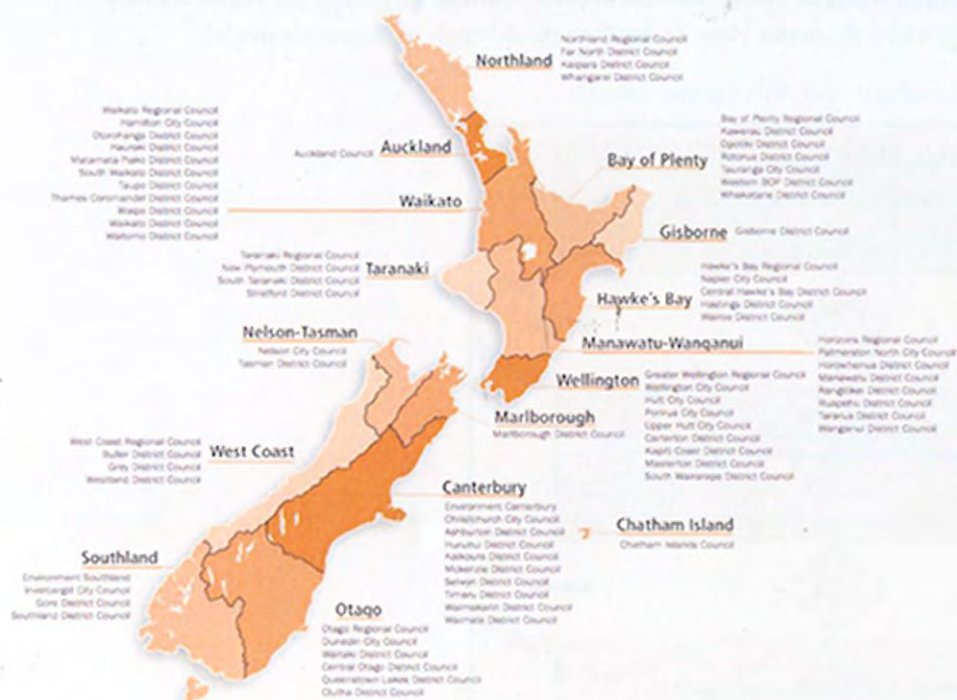 Northland
Northland Regional Council
Far North District Council
Kaipara District Council
Whangarei District Council
Auckland
Auckland Council
Waikato
Waikato Regional Council
Hamilton City Council
Otorohanga District Council
Hauraki District Council
Matamata Piako District Council
South Waikato District Council
Taupo District Council
Thames Coromandel District Council
Waipa District Council
Waikato District Council
Waitomo District Council
Bay of Plenty
Bay of Plenty Regional Council
Kawerau District Council
Opotiki District Council
Rotorua District Council
Tauranga City Council
Western BOP District Council
Whakatane District Council
Gisborne
Gisborne District Council
Taranaki
Taranaki Regional Council
New Plymouth District Council
South Taranaki District Council
Stratford District Council
Hawke's Bay
Hawke's Bay Regional Council
Napier City Council
Central Hawke's Bay District Council
Hastings District Council
Wairoa District Council
Manawatu-Wanganui
Horizons Regional Council
Palmerston North City Council
Horowhenua District Council
Manawatu District Council
Rangitikei District Council
Ruapehu District Council
Tararua District Council
Wanganui District Council
Nelson-Tasman
Nelson City Council
Tasman District Council
Wellington
Greater Wellington Regional Council
Wellington City Council
Hutt City Council
Porirua City Council
Upper Hutt City Council
Carterton District Council
Kapiti Coast District Council
Masterton District Council
South Wairarapa District Council
Marlborough
Marlborough District Council
West Coast
West Coast Regional Council
Buller District Council
Grey District Council
Westland District Council
Canterbury
Environment Canterbury
Christchurch City Council
Ashburton District Council
Hurunui District Council
Kaikoura District Council
Mckenzie District Council
Selwyn District Council
Timaru District Council
Waimakariri District Council
Waimate District Council
Chatham Island
Chatham Islands Council
Southland
Environment Southland
Invercargill City Council
Gore District Council
Southland District Council
Otago
Otago Regional Council
Dunedin City Council
Waitaki District Council
Central Otago District Council
Queenstown Lakes District Council
Clutha District Council